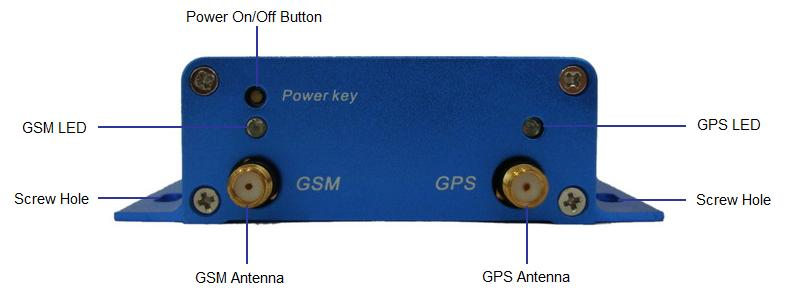 Power On/Off Button
Power key
GSM LED
GPS LED
GSM
GPS
Screw Hole
Screw Hole
GSM Antenna
GPS Antenna